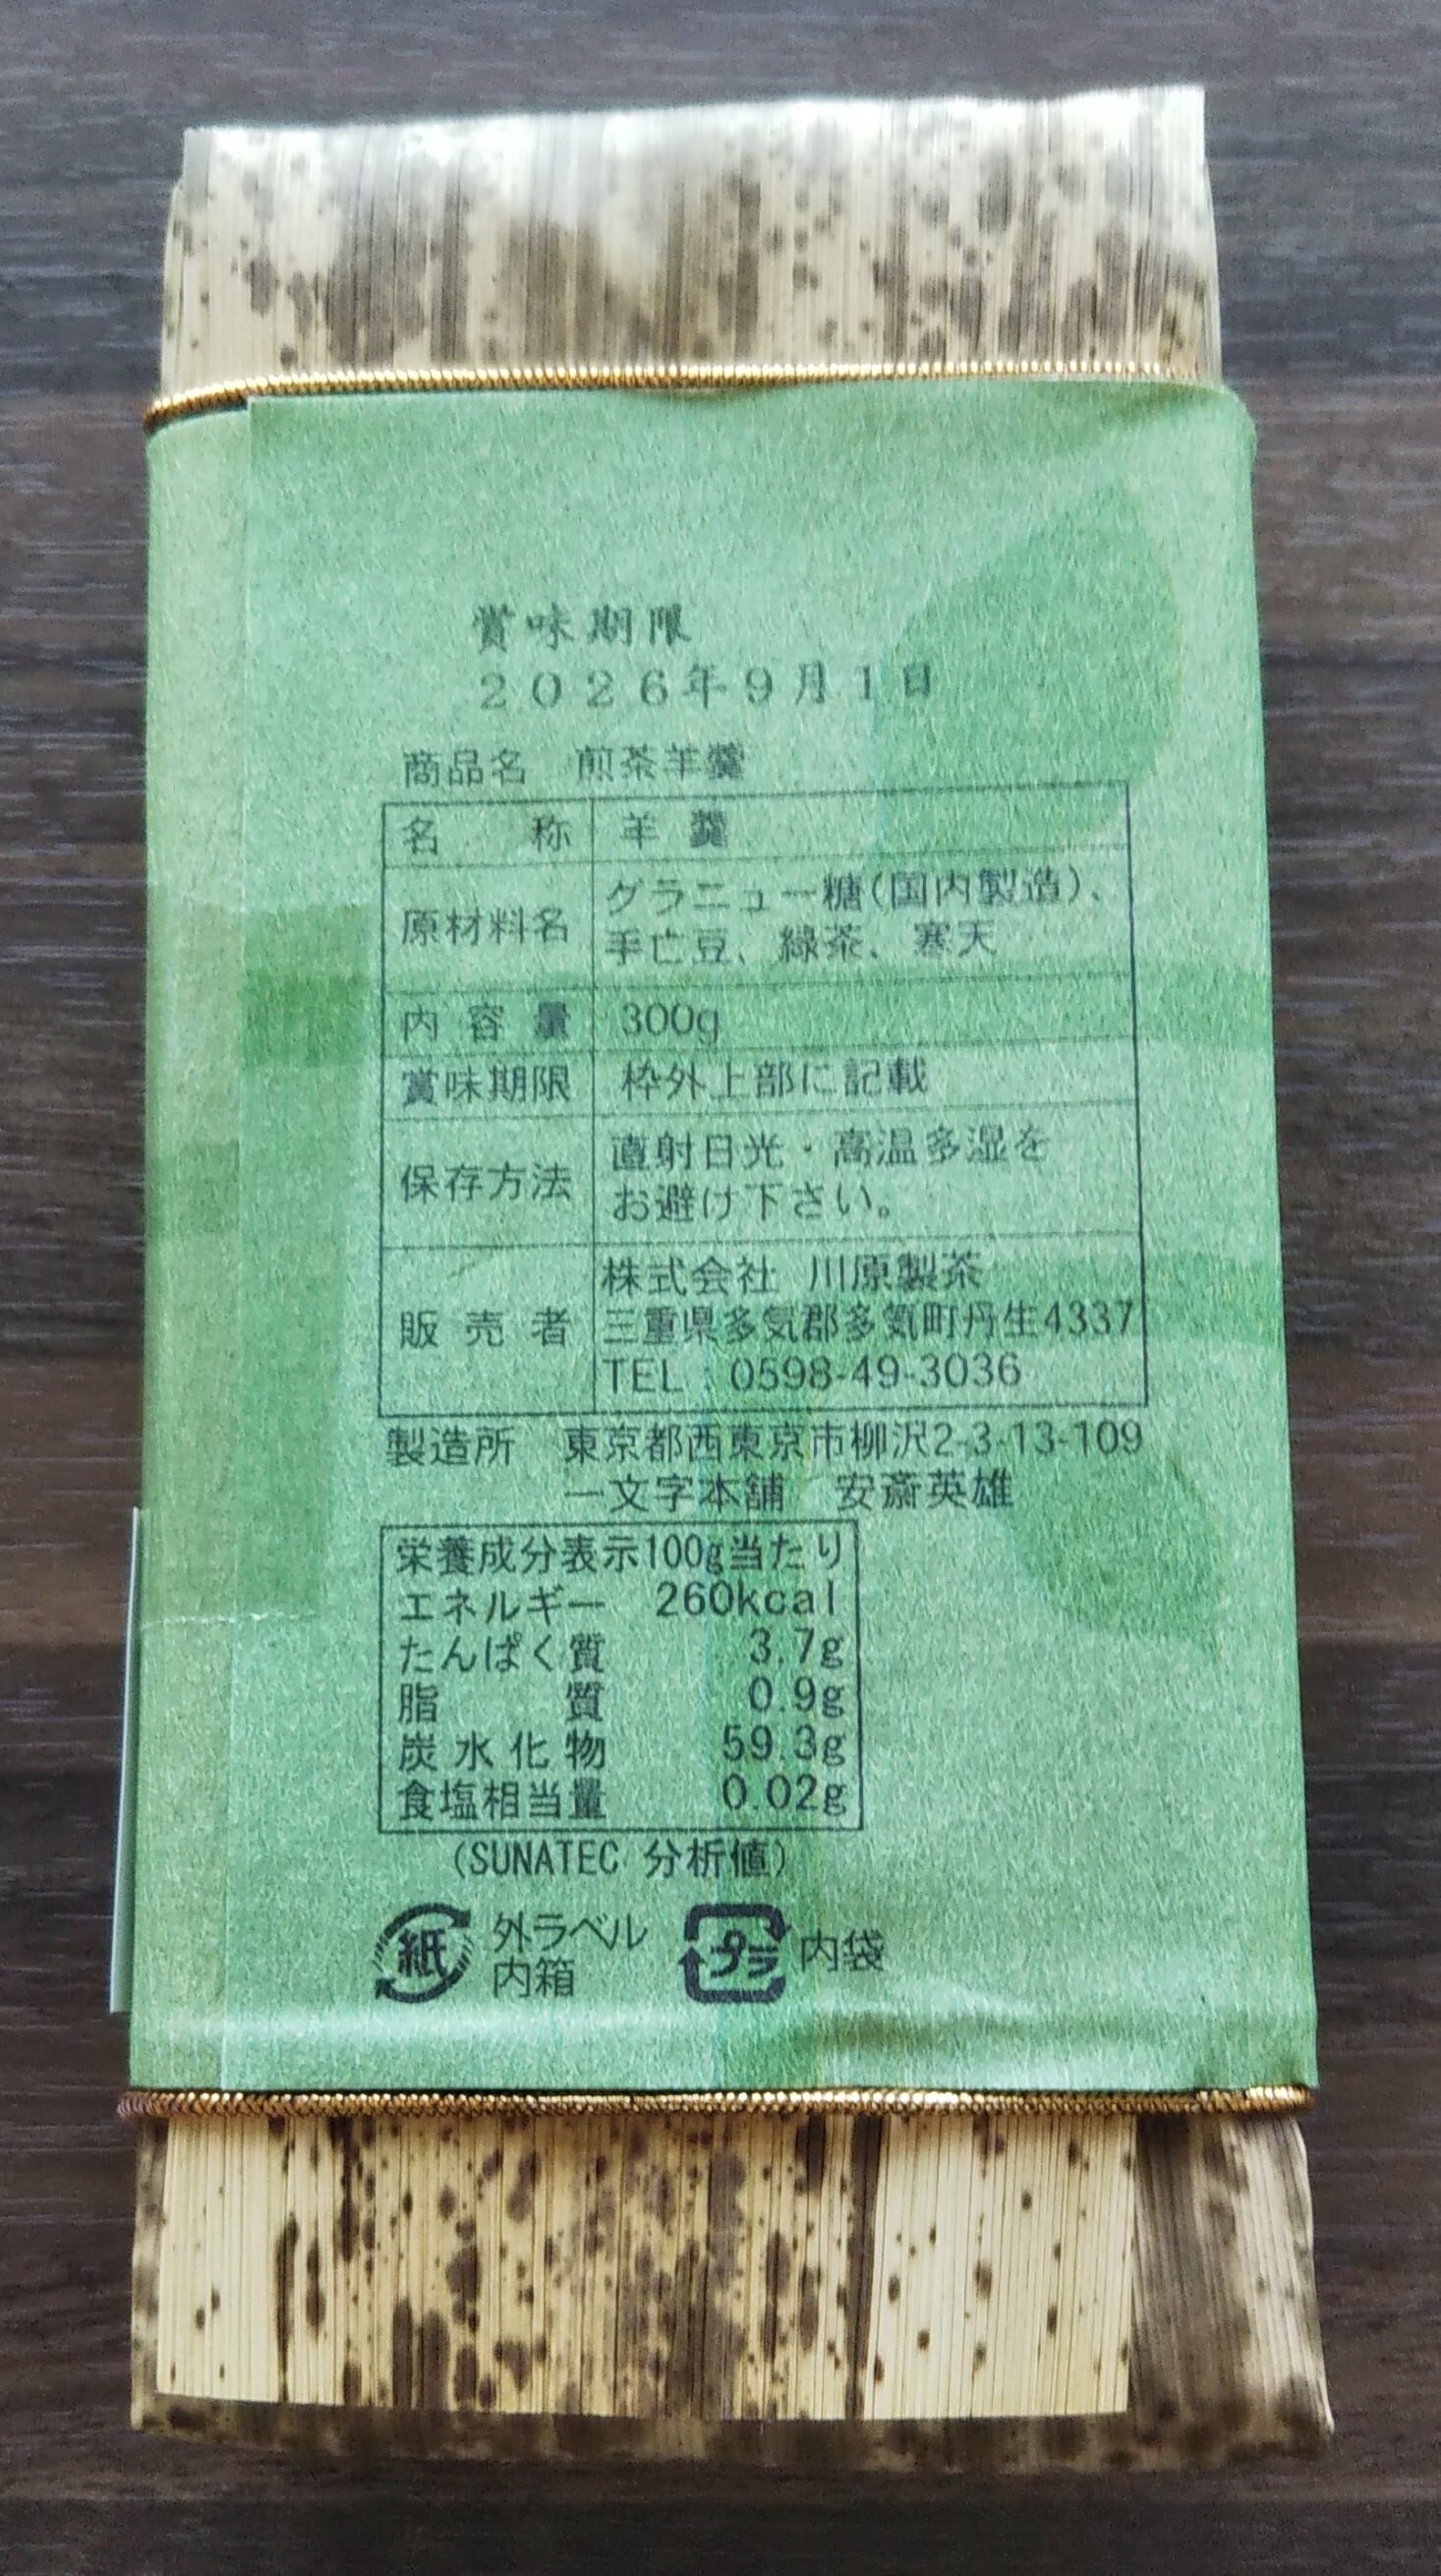 賞味期限
2026年9月1日
商品名 煎茶羊羹
名称 羊羹
原材料名 グラニュー糖(国内製造)、
手亡豆、緑茶、寒天
内容量 300g
賞味期限 枠外上部に記載
保存方法 直射日光・高温多湿を
お避け下さい。
販売者 株式会社 川原製茶
三重県多気郡多気町丹生4337
TEL:0598-49-3036
製造所 東京都西東京市柳沢2-3-13-109
一文字本舗 安斎英雄
栄養成分表示100g当たり
エネルギー 260kcal
たんぱく質 3.7g
脂質 0.9g
炭水化物 59.3g
食塩相当量 0.02g
(SUNATEC 分析値)
紙 外ラベル
内箱
プラ 内袋